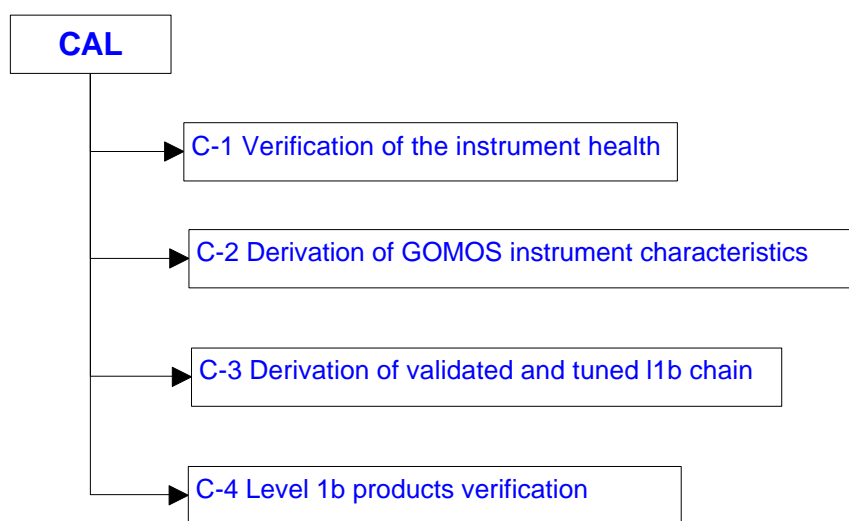 CAL
C-1 Verification of the instrument health
C-2 Derivation of GOMOS instrument characteristics
C-3 Derivation of validated and tuned l1b chain
C-4 Level 1b products verification